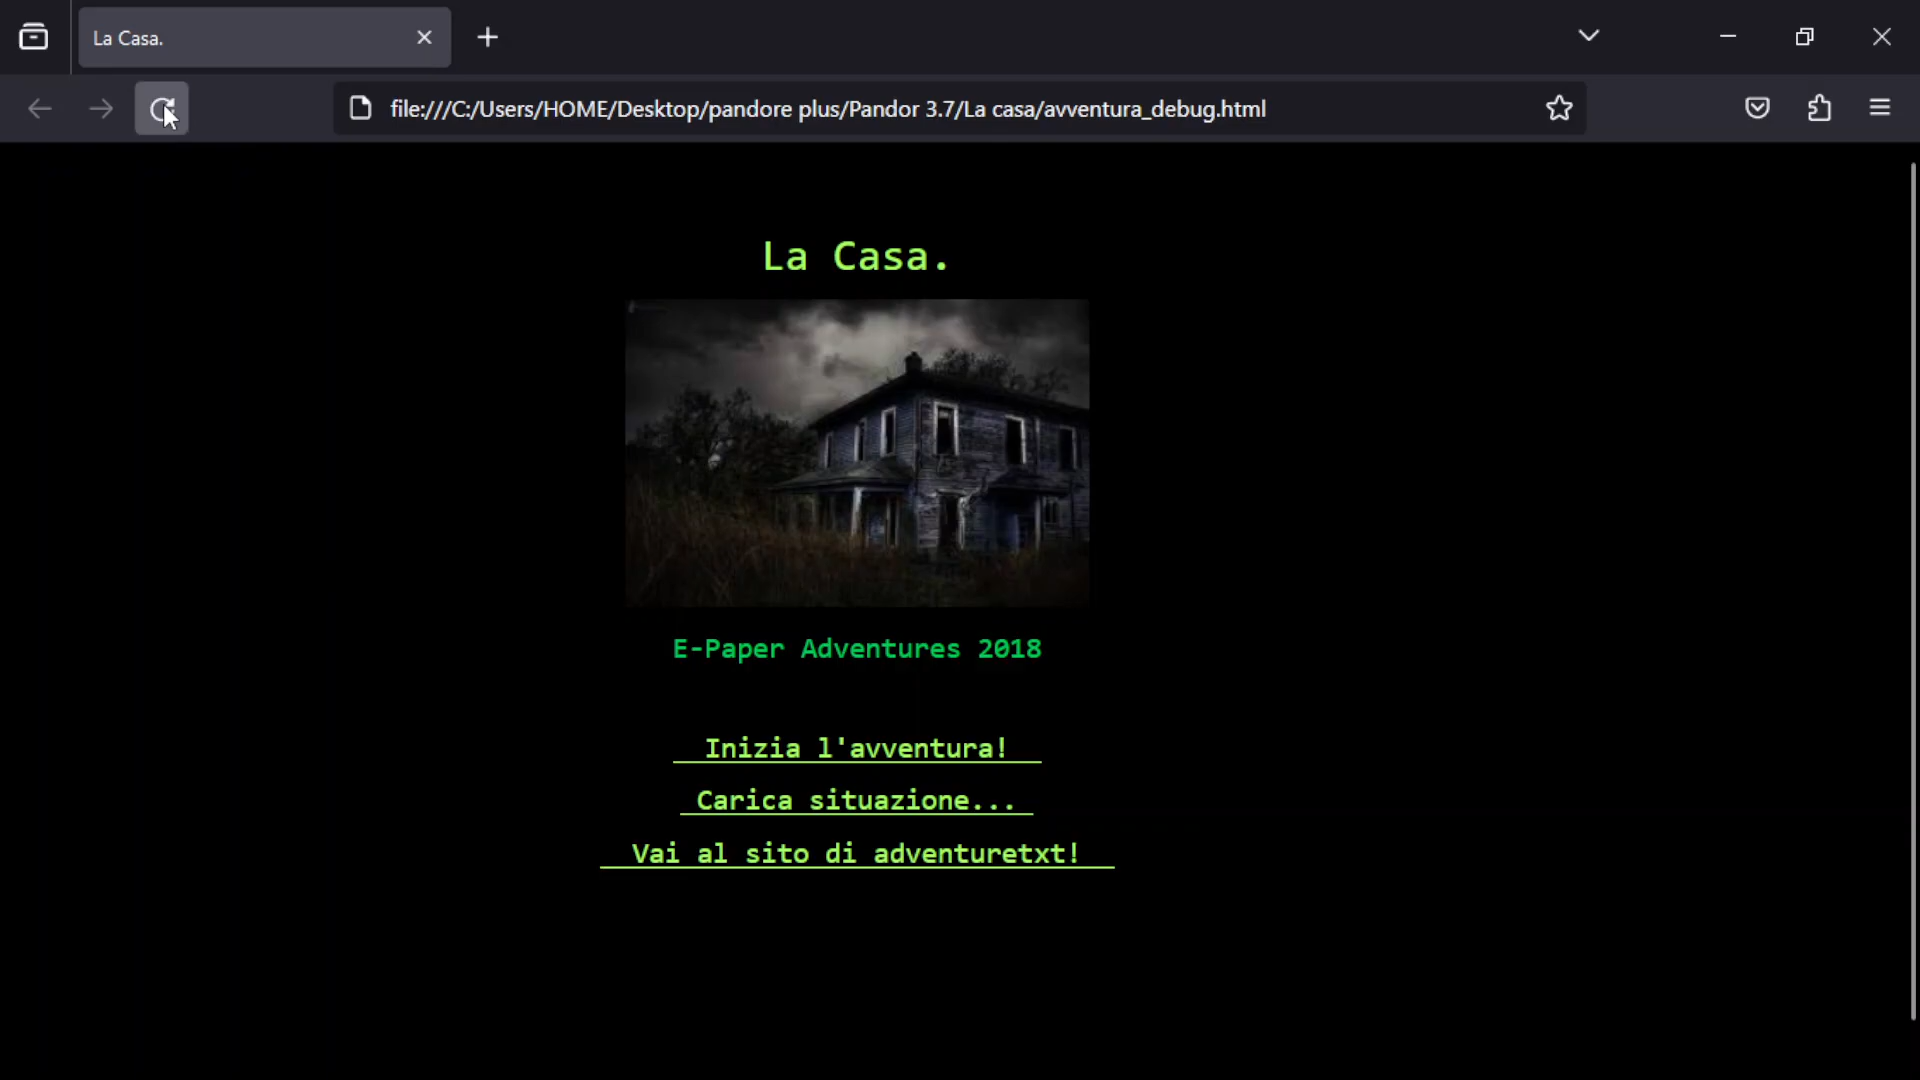 La Casa.
file:///C:/Users/HOME/Desktop/pandore plus/Pandor 3.7/La casa/avventura_debug.html
La Casa.
E-Paper Adventures 2018
Inizia l'avventura!
Carica situazione...
Vai al sito di adventuretxt!